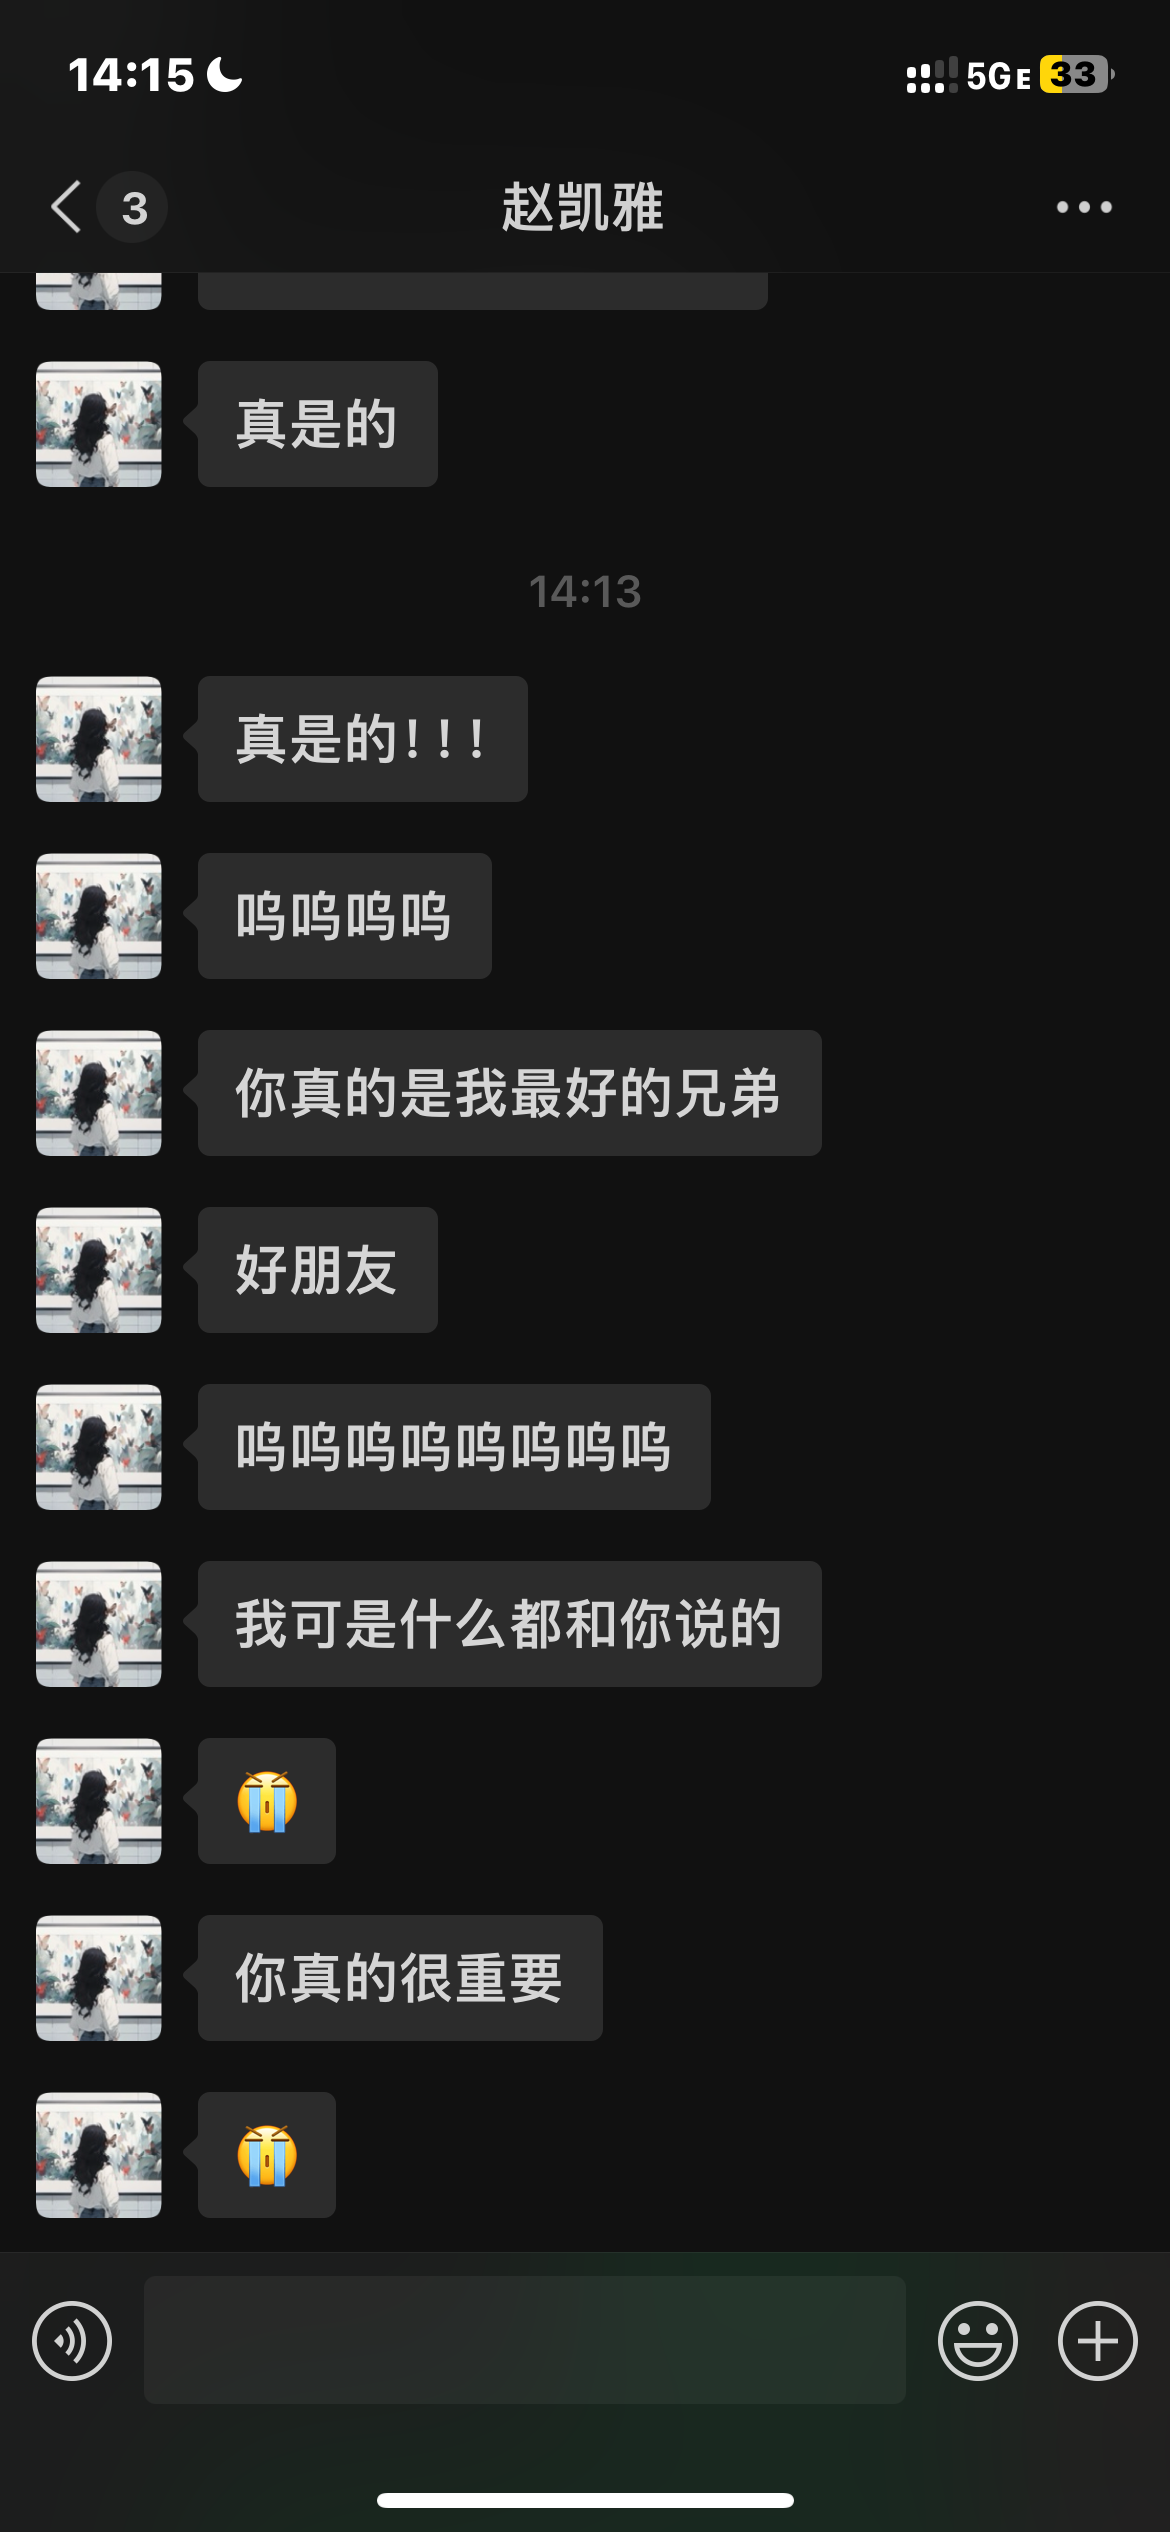 14:15
5GE 33
3
赵凯雅
真是的
14:13
真是的!!!
呜呜呜呜
你真的是我最好的兄弟
好朋友
呜呜呜呜呜呜呜呜
我可是什么都和你说的
😭
你真的很重要
😭